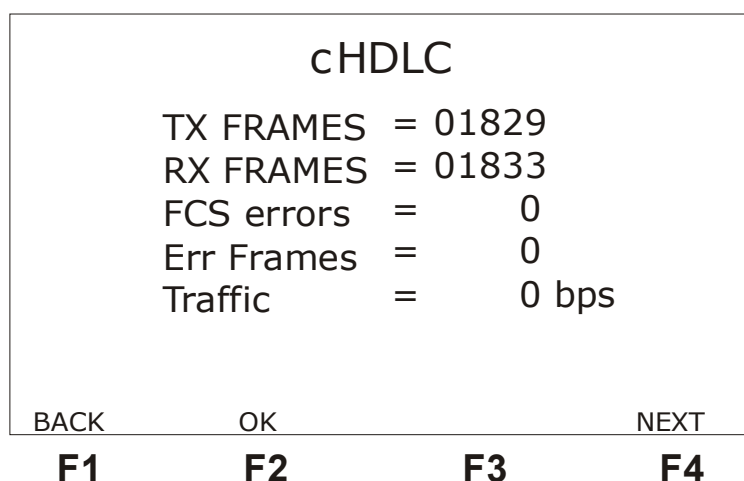 cHDLC
TX FRAMES = 01829
RX FRAMES = 01833
FCS errors = 0
Err Frames = 0
Traffic = 0 bps
BACK OK NEXT
F1 F2 F3 F4